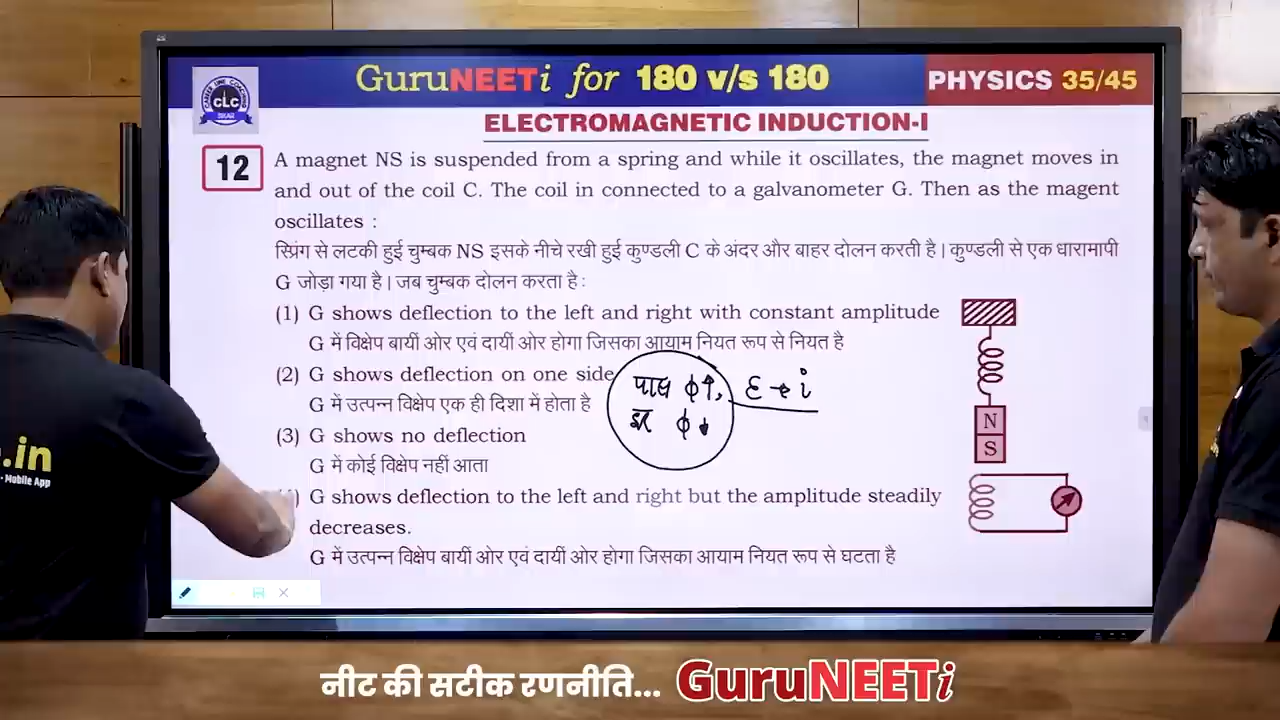 GuruNEETi for 180 v/s 180
PHYSICS 35/45
CLC
SIKAR
ELECTROMAGNETIC INDUCTION-I
12
A magnet NS is suspended from a spring and while it oscillates, the magnet moves in
and out of the coil C. The coil in connected to a galvanometer G. Then as the magent
oscillates :
स्प्रिंग से लटकी हुई चुम्बक NS इसके नीचे रखी हुई कुण्डली C के अंदर और बाहर दोलन करती है। कुण्डली से एक धारामापी
G जोड़ा गया है। जब चुम्बक दोलन करता है :
(1) G shows deflection to the left and right with constant amplitude
G में विक्षेप बायीं ओर एवं दायीं ओर होगा जिसका आयाम नियत रूप से नियत है
(2) G shows deflection on one side
G में उत्पन्न विक्षेप एक ही दिशा में होता है
पास ϕ↑, ε → i
दूर ϕ↓
(3) G shows no deflection
G में कोई विक्षेप नहीं आता
G shows deflection to the left and right but the amplitude steadily
decreases.
G में उत्पन्न विक्षेप बायीं ओर एवं दायीं ओर होगा जिसका आयाम नियत रूप से घटता है
N
S
.in
Mobile App
नीट की सटीक रणनीति... GuruNEETi